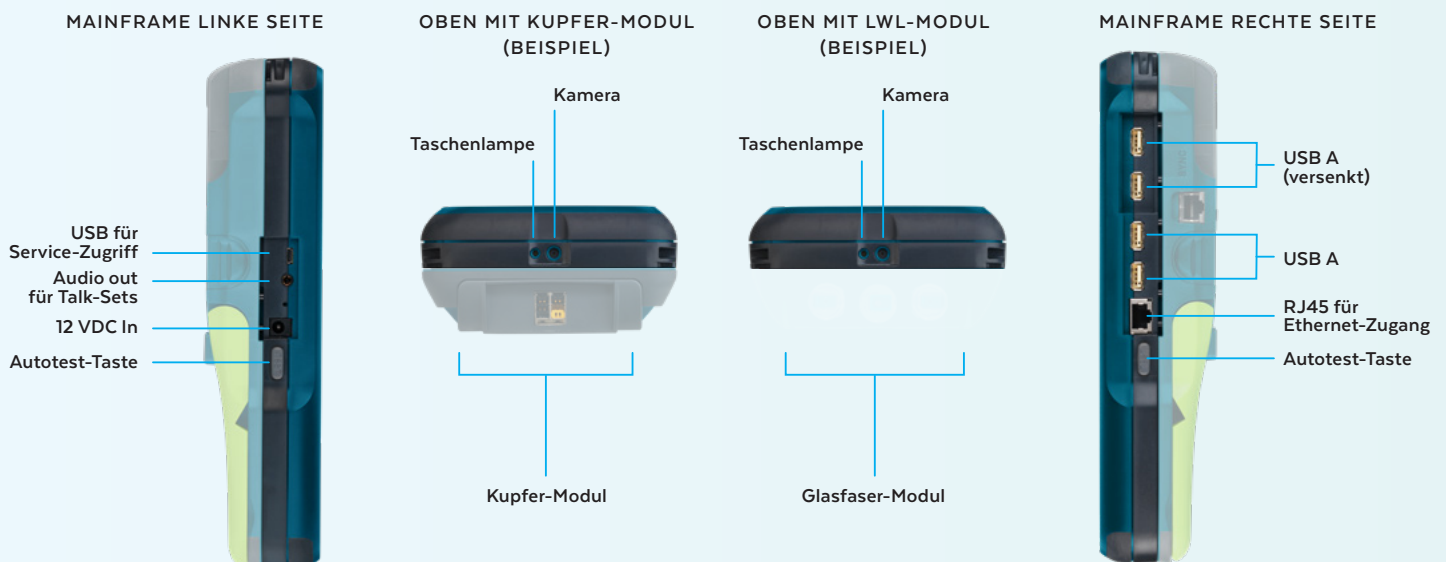 MAINFRAME LINKE SEITE
USB für
Service-Zugriff
Audio out
für Talk-Sets
12 VDC In
Autotest-Taste
OBEN MIT KUPFER-MODUL
(BEISPIEL)
Kamera
Taschenlampe
Kupfer-Modul
OBEN MIT LWL-MODUL
(BEISPIEL)
Kamera
Taschenlampe
Glasfaser-Modul
MAINFRAME RECHTE SEITE
USB A
(versenkt)
USB A
RJ45 für
Ethernet-Zugang
Autotest-Taste